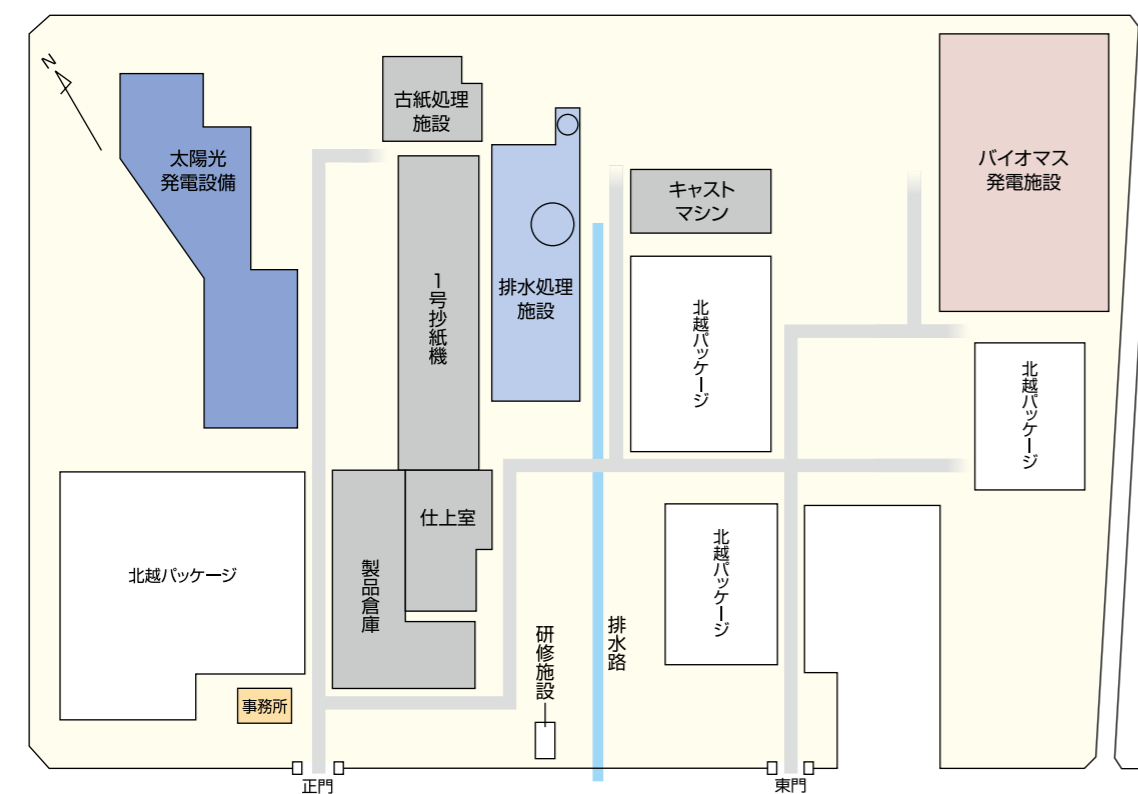 N
古紙処理
施設
太陽光
発電設備
バイオマス
発電施設
キャスト
マシン
1号抄紙機
排水処理
施設
北越パッケージ
北越パッケージ
仕上室
北越パッケージ
製品倉庫
北越パッケージ
研修施設
排水路
事務所
正門
東門